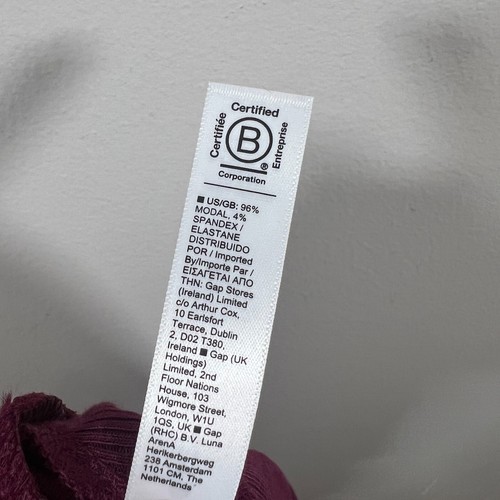 Certified
Certifiée
B
Entreprise
®
Corporation
■ US/GB: 96%
MODAL, 4%
SPANDEX /
ELASTANE
DISTRIBUIDO
POR / Imported
By/Importe Par /
ΕΙΣΑΓΕΤΑΙ ΑΠΟ
ΤΗΝ: Gap Stores
(Ireland) Limited
c/o Arthur Cox,
10 Earlsfort
Terrace, Dublin
2, D02 T380,
Ireland ■ Gap (UK
Holdings)
Limited, 2nd
Floor Nations
House, 103
Wigmore Street,
London, W1U
1QS, UK ■ Gap
(RHC) B.V. Luna
ArenA
Herikerbergweg
238 Amsterdam
1101 CM, The
Netherlands